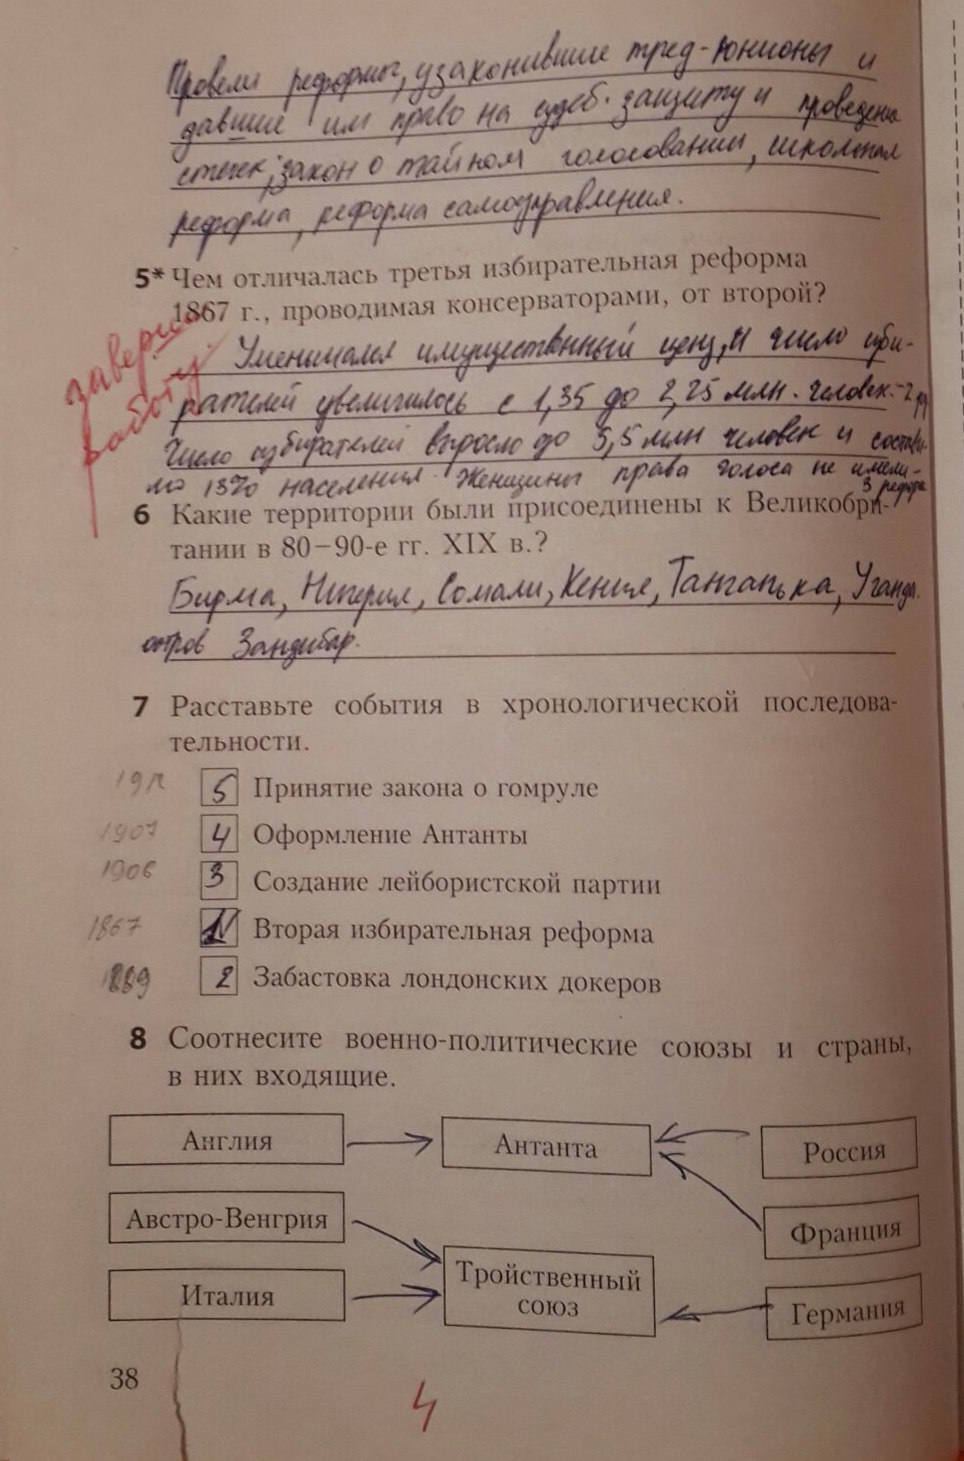 Провели реформы, узаконившие тред-юнионы и
давшие им право на судеб. защиту и проведение
стачек; закон о тайном голосовании, школьная
реформа, реформа самоуправления.
5* Чем отличалась третья избирательная реформа
1867 г., проводимая консерваторами, от второй?
завершить
работу!
Уменьшался имущественный ценз, и число изби-
рателей увеличилось с 1,35 до 2,25 млн. человек. - 2
Число избирателей выросло до 5,5 млн человек и состави-
ло 13% населения. Женщины права голоса не имели -
3 реформа
6 Какие территории были присоединены к Великобри-
тании в 80−90-е гг. XIX в.?
Бирма, Нигерия, Сомали, Кения, Танганьика, Уганда,
остров Занзибар.
7 Расставьте события в хронологической последова-
тельности.
1912 5 Принятие закона о гомруле
1907 4 Оформление Антанты
1906 3 Создание лейбористской партии
1867 1 Вторая избирательная реформа
1889 2 Забастовка лондонских докеров
8 Соотнесите военно-политические союзы и страны,
в них входящие.
Англия Антанта Россия
Австро-Венгрия Франция
Италия Тройственный
союз Германия
38
4